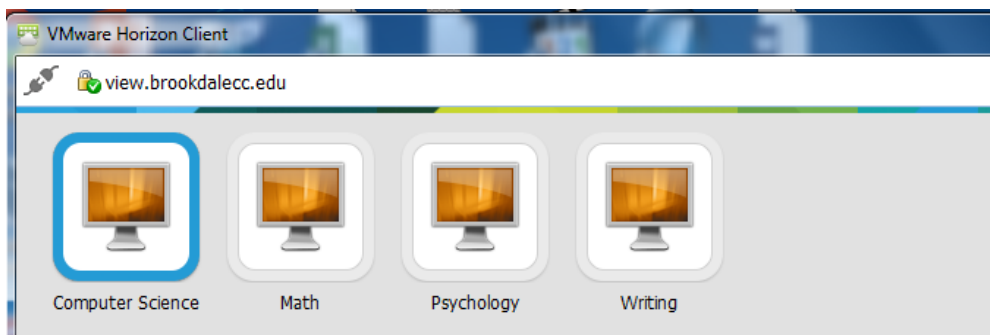 VMware Horizon Client
view.brookdalecc.edu
Computer Science Math Psychology Writing